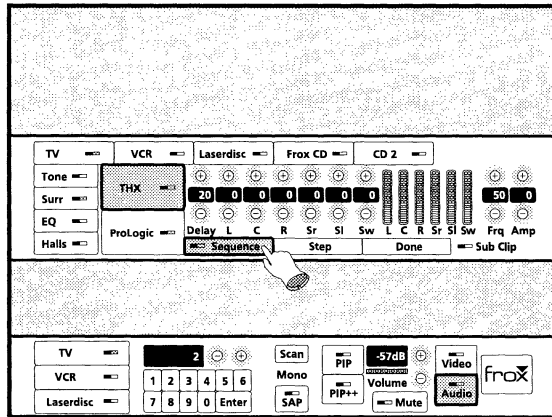 TV VCR Laserdisc Frox CD CD 2
Tone
THX
20 0 0 0 0 0 0 50 0
Surr
EQ
ProLogic
Delay L C R Sr Sl Sw L C R Sr Sl Sw Frq Amp
Halls
Sequence Step Done Sub Clip
TV 2 Scan PIP -57dB Video frox
VCR 1 2 3 4 5 6 Mono PIP++ Volume Audio
Laserdisc 7 8 9 0 Enter SAP Mute